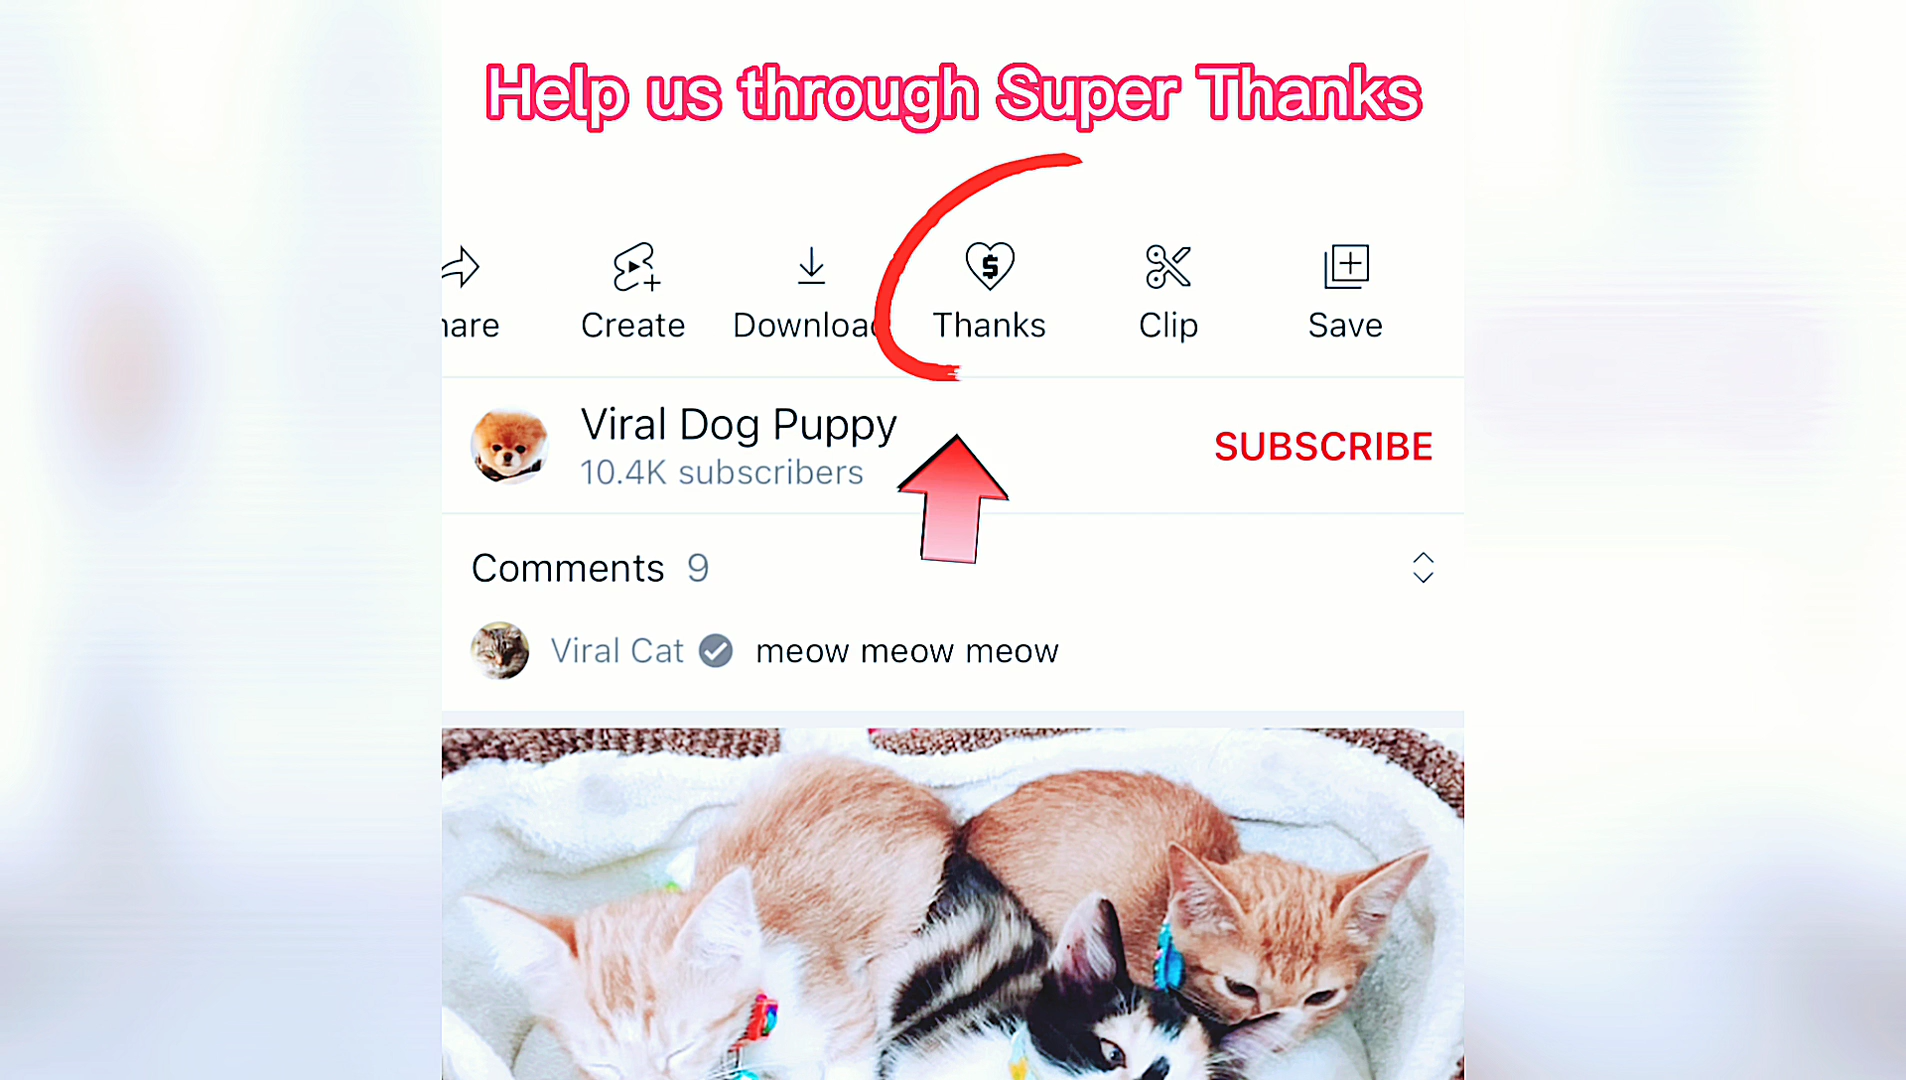 Help us through Super Thanks
hare Create Download Thanks Clip Save
Viral Dog Puppy
10.4K subscribers
SUBSCRIBE
Comments 9
Viral Cat meow meow meow